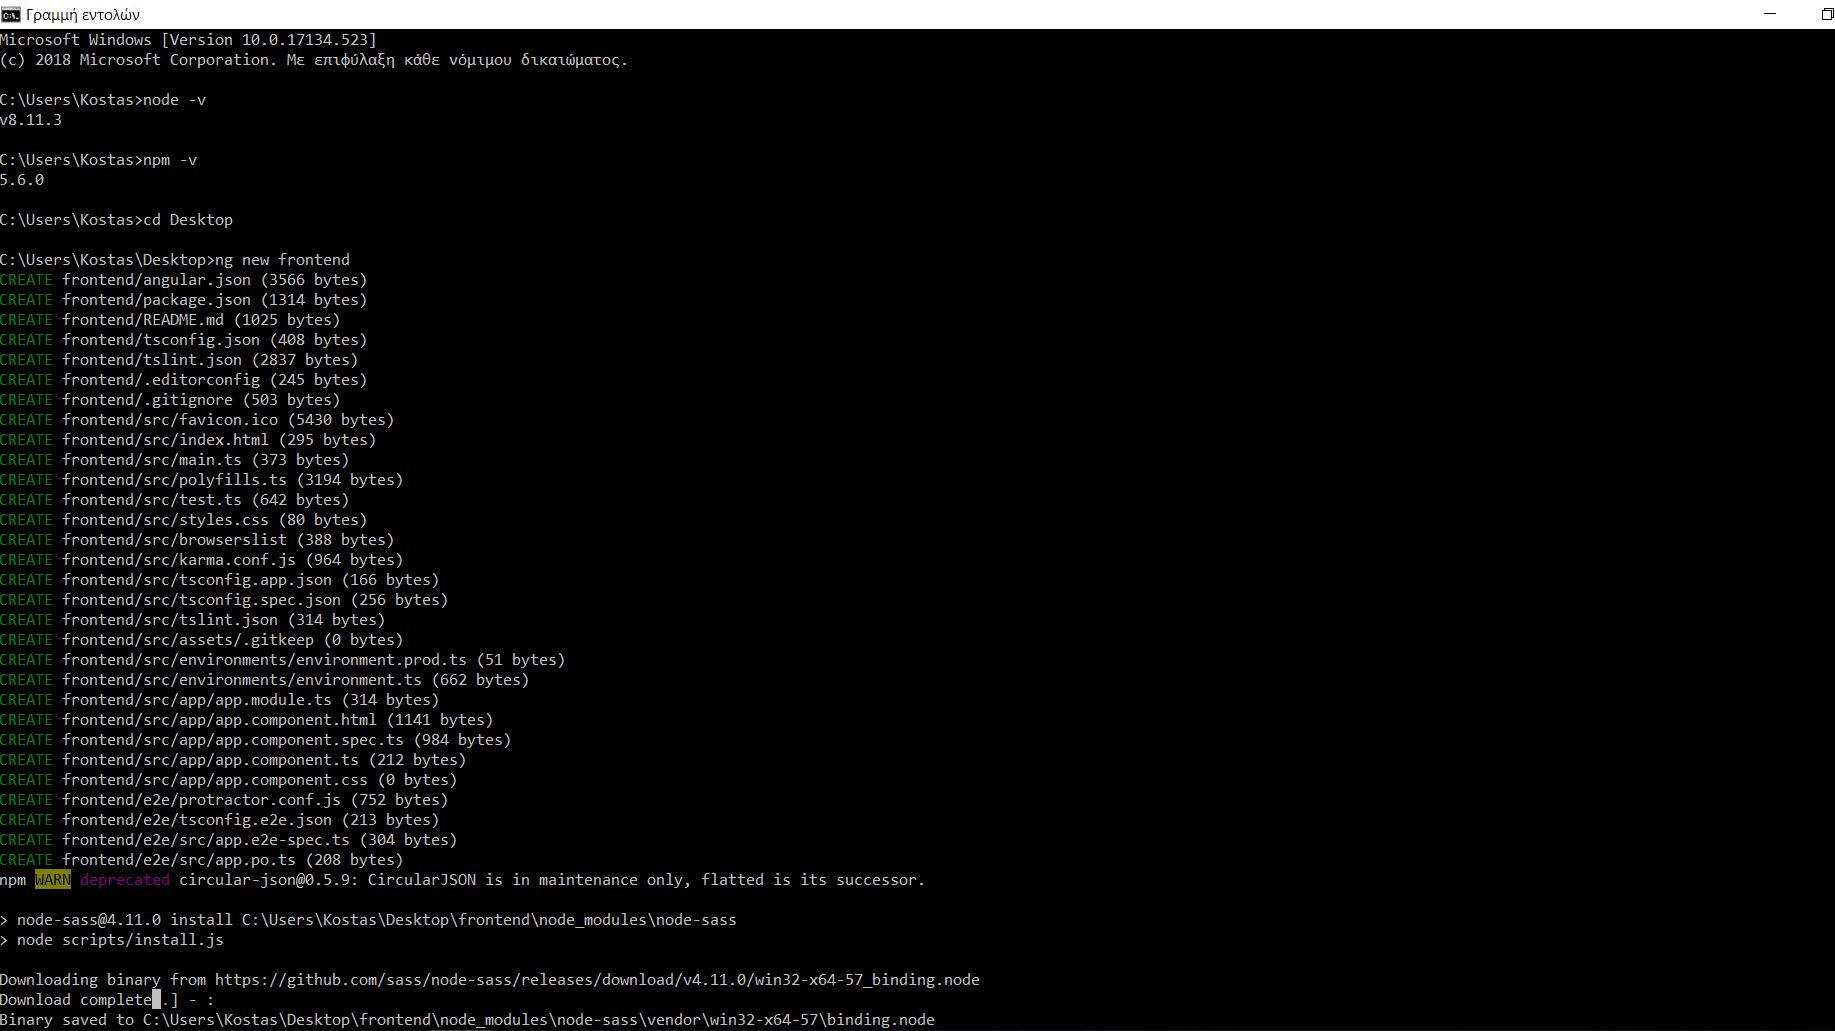 Γραμμή εντολών
Microsoft Windows [Version 10.0.17134.523]
(c) 2018 Microsoft Corporation. Με επιφύλαξη κάθε νόμιμου δικαιώματος.
C:\Users\Kostas>node -v
v8.11.3
C:\Users\Kostas>npm -v
5.6.0
C:\Users\Kostas>cd Desktop
C:\Users\Kostas\Desktop>ng new frontend
CREATE frontend/angular.json (3566 bytes)
CREATE frontend/package.json (1314 bytes)
CREATE frontend/README.md (1025 bytes)
CREATE frontend/tsconfig.json (408 bytes)
CREATE frontend/tslint.json (2837 bytes)
CREATE frontend/.editorconfig (245 bytes)
CREATE frontend/.gitignore (503 bytes)
CREATE frontend/src/favicon.ico (5430 bytes)
CREATE frontend/src/index.html (295 bytes)
CREATE frontend/src/main.ts (373 bytes)
CREATE frontend/src/polyfills.ts (3194 bytes)
CREATE frontend/src/test.ts (642 bytes)
CREATE frontend/src/styles.css (80 bytes)
CREATE frontend/src/browserslist (388 bytes)
CREATE frontend/src/karma.conf.js (964 bytes)
CREATE frontend/src/tsconfig.app.json (166 bytes)
CREATE frontend/src/tsconfig.spec.json (256 bytes)
CREATE frontend/src/tslint.json (314 bytes)
CREATE frontend/src/assets/.gitkeep (0 bytes)
CREATE frontend/src/environments/environment.prod.ts (51 bytes)
CREATE frontend/src/environments/environment.ts (662 bytes)
CREATE frontend/src/app/app.module.ts (314 bytes)
CREATE frontend/src/app/app.component.html (1141 bytes)
CREATE frontend/src/app/app.component.spec.ts (984 bytes)
CREATE frontend/src/app/app.component.ts (212 bytes)
CREATE frontend/src/app/app.component.css (0 bytes)
CREATE frontend/e2e/protractor.conf.js (752 bytes)
CREATE frontend/e2e/tsconfig.e2e.json (213 bytes)
CREATE frontend/e2e/src/app.e2e-spec.ts (304 bytes)
CREATE frontend/e2e/src/app.po.ts (208 bytes)
npm WARN deprecated circular-json@0.5.9: CircularJSON is in maintenance only, flatted is its successor.
> node-sass@4.11.0 install C:\Users\Kostas\Desktop\frontend\node_modules\node-sass
> node scripts/install.js
Downloading binary from https://github.com/sass/node-sass/releases/download/v4.11.0/win32-x64-57_binding.node
Download complete .] - :
Binary saved to C:\Users\Kostas\Desktop\frontend\node_modules\node-sass\vendor\win32-x64-57\binding.node